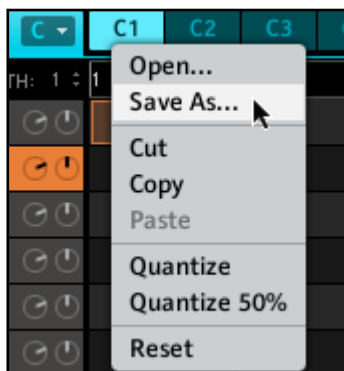 C C1 C2 C3
TH: 1 1
Open...
Save As...
Cut
Copy
Paste
Quantize
Quantize 50%
Reset